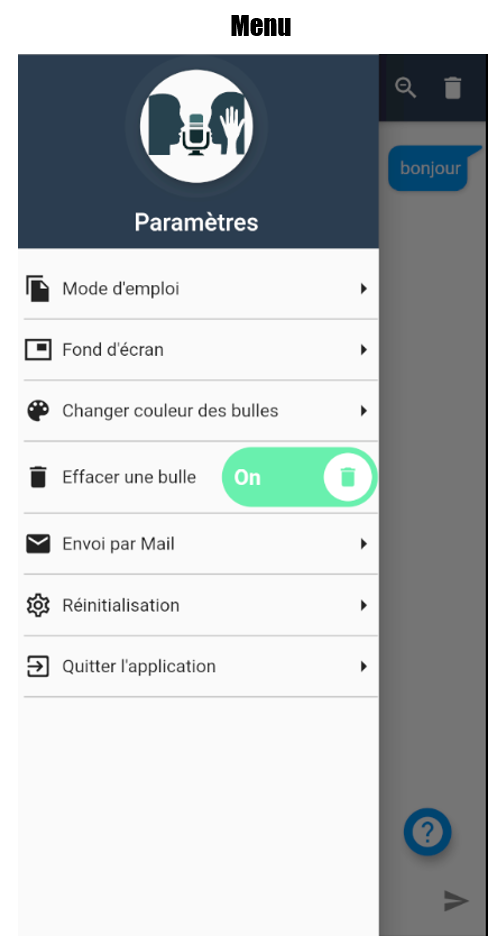 Menu
Paramètres
bonjour
Mode d'emploi
Fond d'écran
Changer couleur des bulles
Effacer une bulle On
Envoi par Mail
Réinitialisation
Quitter l'application
?